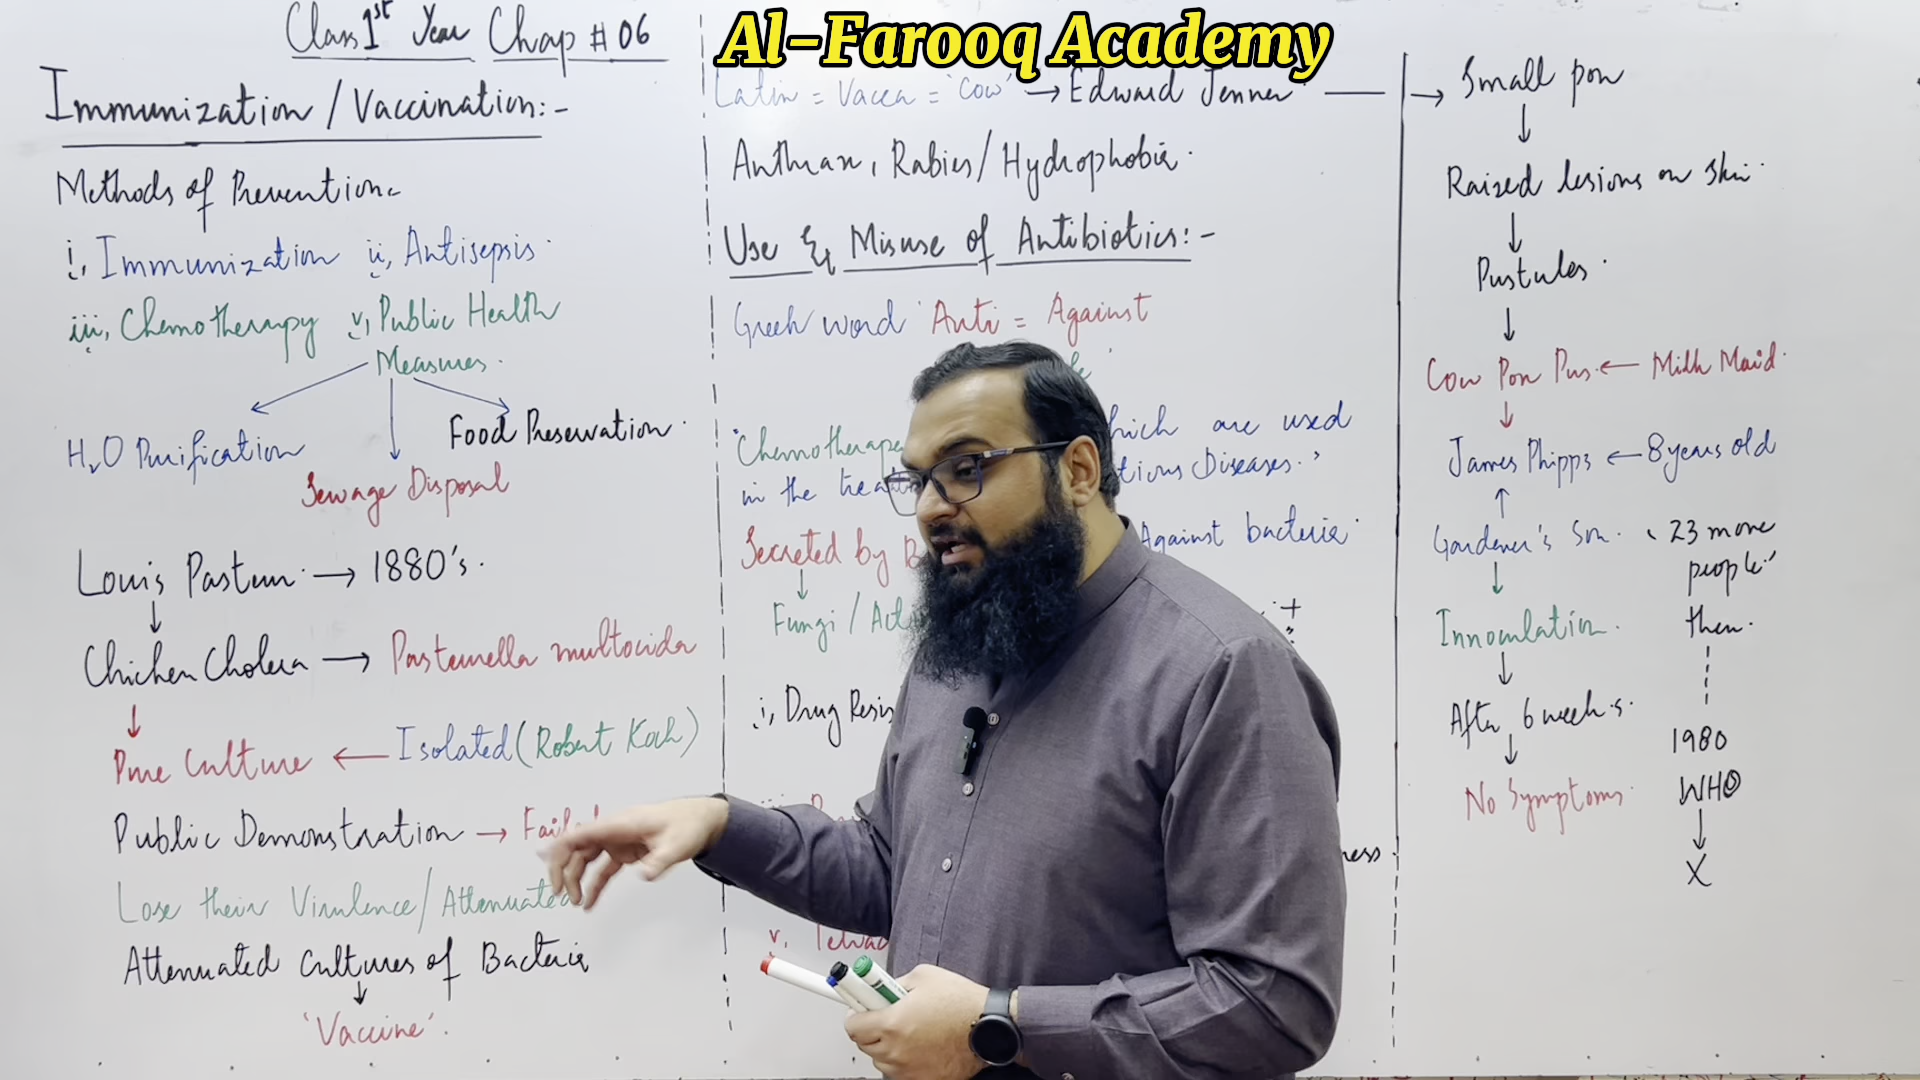 Al-Farooq Academy
Class 1st Year Chap # 06
Immunization / Vaccination:-
Methods of Prevention
i, Immunization ii, Antisepsis.
iii, Chemotherapy v, Public Health
Measures.
H2O Purification
Sewage Disposal
Food Preservation.
Louis Pasteur. → 1880's.
↓
Chicken Cholera → Pasteurella multocida
↓
Pure Culture ← Isolated (Robert Koch)
Public Demonstration → Failed
Lose their Virulence / Attenuated
Attenuated Cultures of Bacteria
↓
'Vaccine'.
Latin = Vacca = 'Cow' → Edward Jenner
Anthrax, Rabies / Hydrophobia.
Use & Misuse of Antibiotics:-
Greek word 'Anti = Against
which are used
in the
Diseases.'
Secreted by
Against bacteria.
↓
Fungi /
+
i, Drug
v.
→ Small pox
↓
Raized lesions on skin.
↓
Pustules.
↓
Cow Pox Pus. ← Milk Maid.
↓
James Phipps ← 8 years old
↑
Gardener's Son.
↓
Innoculation.
↓
After 6 weeks.
↓
No Symptoms.
23 more
people"
then.
1980
WHO
↓
X